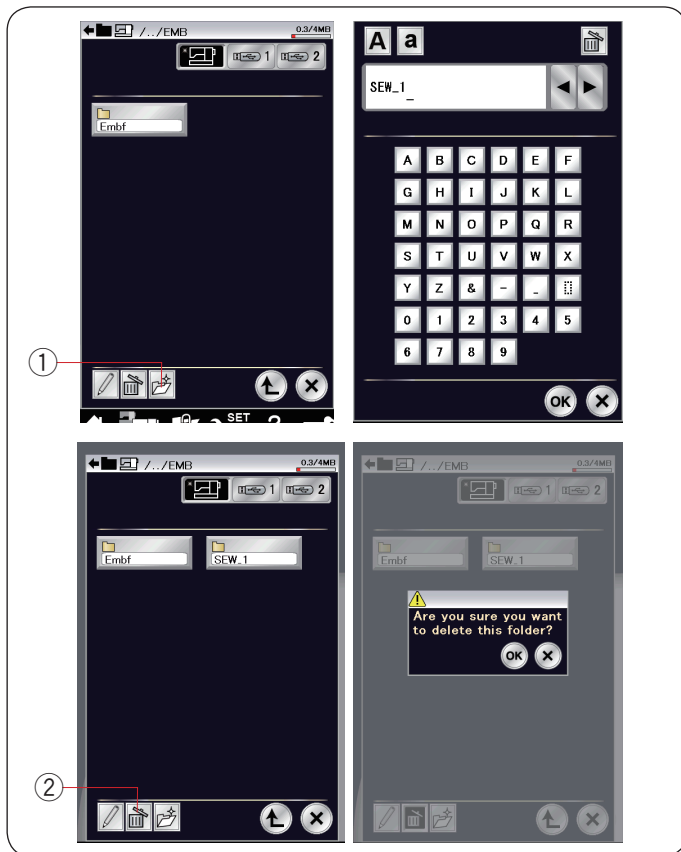 /../EMB 0.3/4MB
1 2
Embf
①
SET ?
A a
SEW_1_
A B C D E F
G H I J K L
M N O P Q R
S T U V W X
Y Z & - _
0 1 2 3 4 5
6 7 8 9
OK
/../EMB 0.3/4MB
1 2
Embf SEW_1
②
/../EMB 0.3/4MB
1 2
Embf SEW_1
Are you sure you want
to delete this folder?
OK